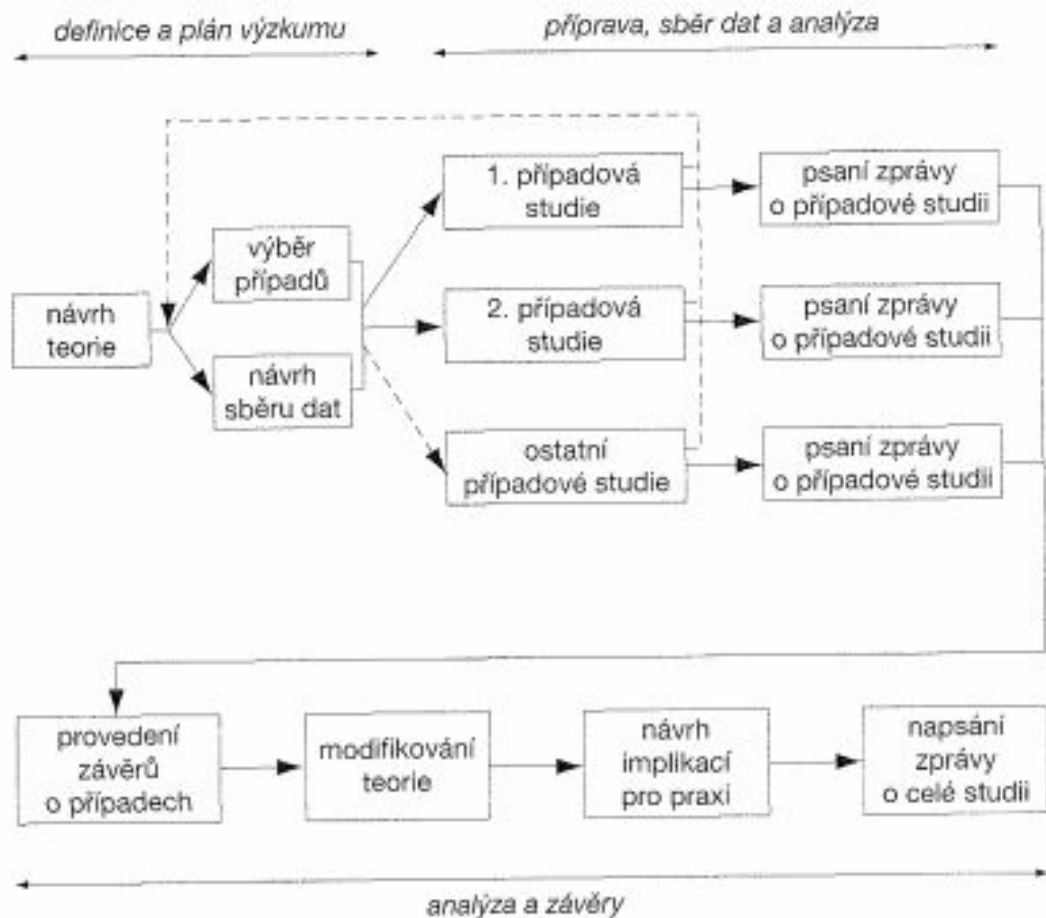 definice a plán výzkumu
příprava, sběr dat a analýza
návrh
teorie
výběr
případů
návrh
sběru dat
1. případová
studie
psaní zprávy
o případové studii
2. případová
studie
psaní zprávy
o případové studii
ostatní
případové studie
psaní zprávy
o případové studii
provedení
závěrů
o případech
modifikování
teorie
návrh
implikací
pro praxi
napsání
zprávy
o celé studii
analýza a závěry